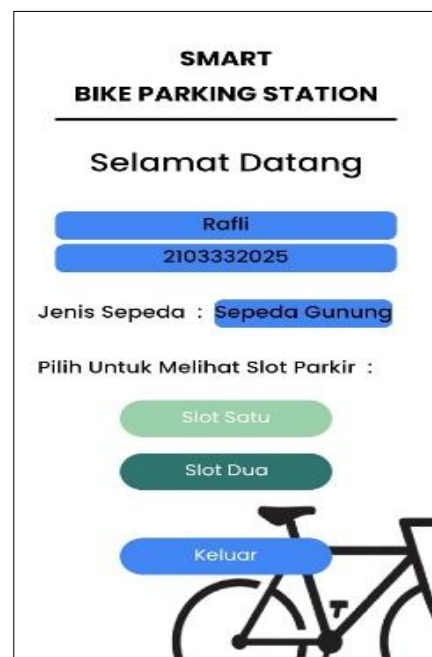 SMART
BIKE PARKING STATION
Selamat Datang
Rafli
2103332025
Jenis Sepeda : Sepeda Gunung
Pilih Untuk Melihat Slot Parkir :
Slot Satu
Slot Dua
Keluar